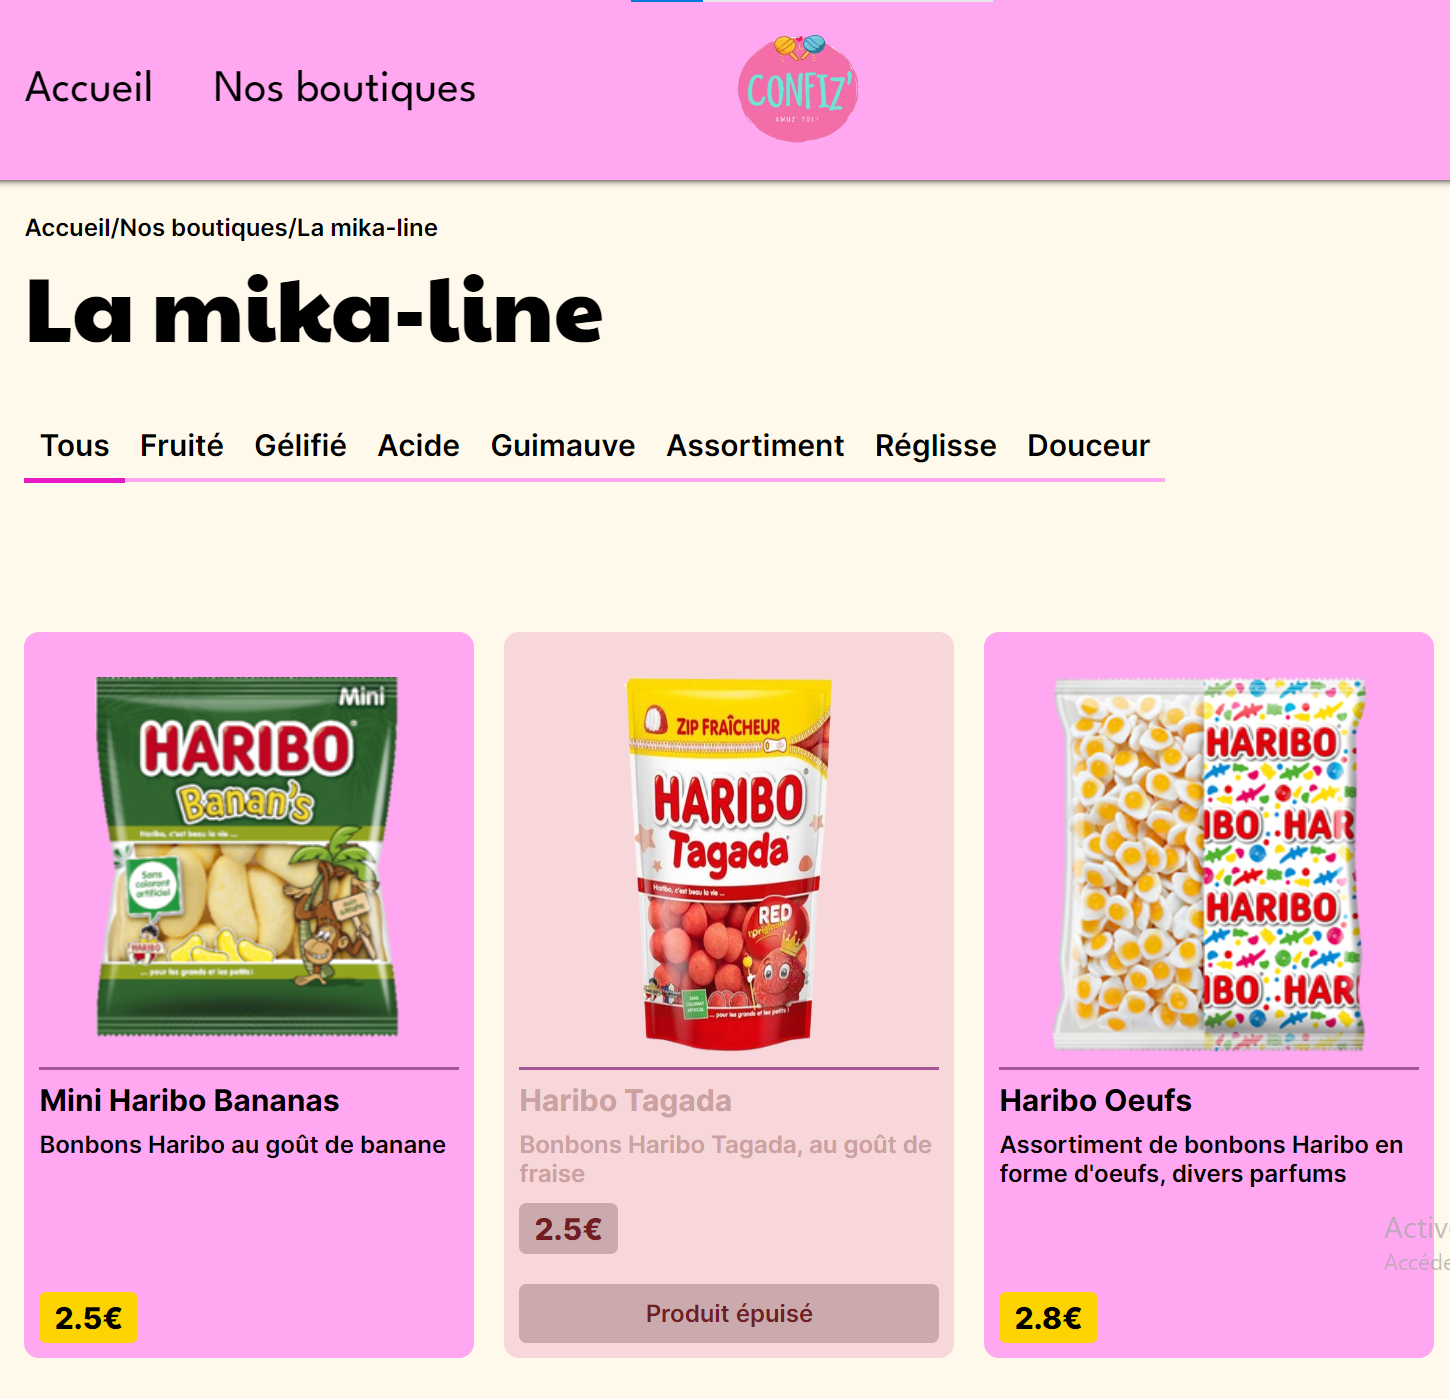 Accueil Nos boutiques
CONFIZ'
AMUZ' TOI !
Accueil/Nos boutiques/La mika-line
La mika-line
Tous Fruité Gélifié Acide Guimauve Assortiment Réglisse Douceur
Mini
HARIBO
Banan's
Haribo, c'est beau la vie ...
Sans
colorant
artificiel
HARIBO
... pour les grands et les petits !
ZIP FRAÎCHEUR
HARIBO
Tagada
Haribo, c'est beau la vie ...
RED
l'originale
SANS
COLORANT
ARTIFICIEL
... pour les grands et les petits !
HARIBO
IBO HAR
HARIBO
IBO HAR
Mini Haribo Bananas
Bonbons Haribo au goût de banane
2.5€
Haribo Tagada
Bonbons Haribo Tagada, au goût de
fraise
2.5€
Produit épuisé
Haribo Oeufs
Assortiment de bonbons Haribo en
forme d'oeufs, divers parfums
2.8€
Activ
Accéde